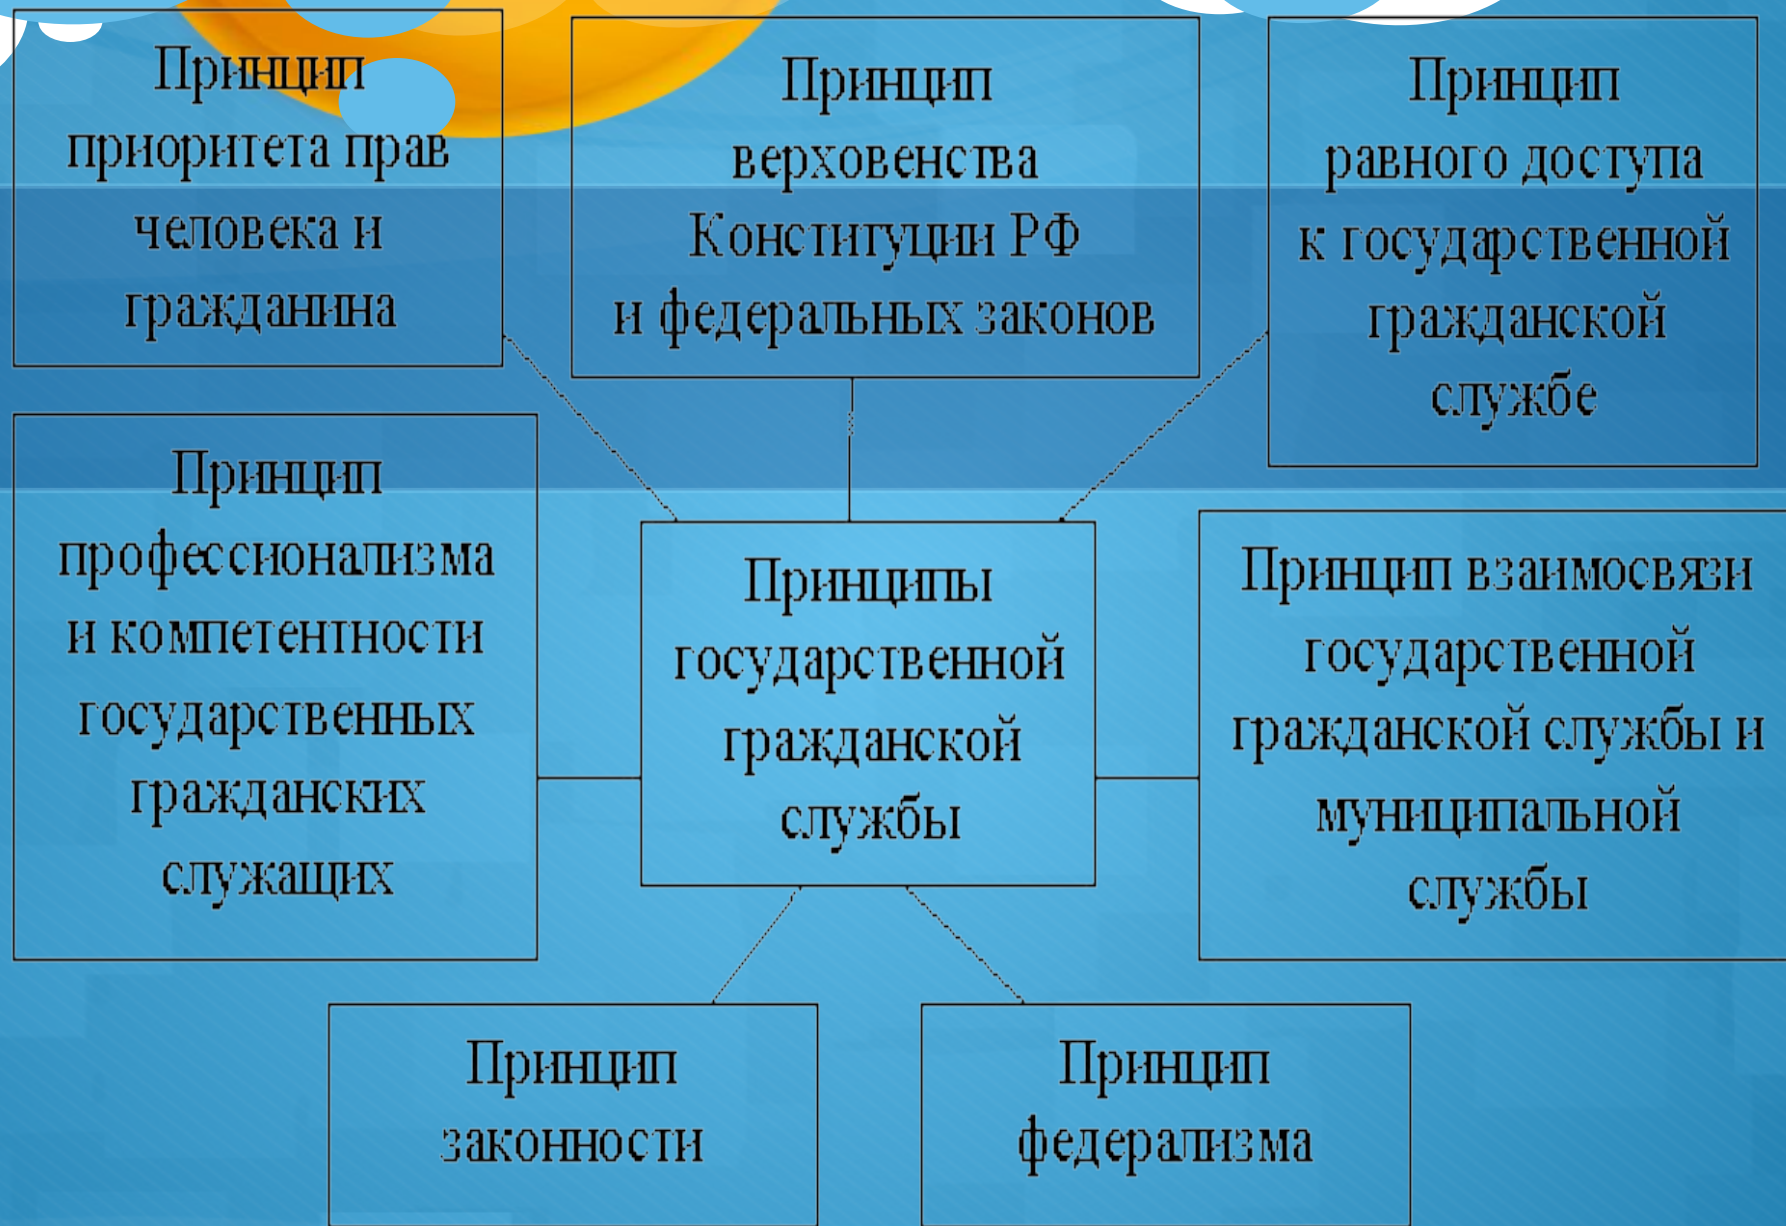 Принцип
приоритета прав
человека и
гражданина
Принцип
верховенства
Конституции РФ
и федеральных законов
Принцип
равного доступа
к государственной
гражданской
службе
Принцип
профессионализма
и компетентности
государственных
гражданских
служащих
Принципы
государственной
гражданской
службы
Принцип взаимосвязи
государственной
гражданской службы и
муниципальной
службы
Принцип
законности
Принцип
федерализма